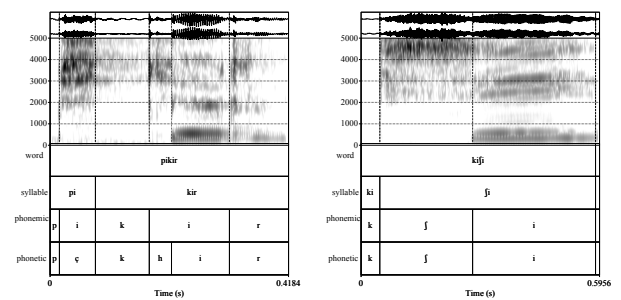 5000
4000
3000
2000
1000
0
word pikir
syllable pi kir
phonemic p i k i r
phonetic p ç k h i r
0 0.4184
Time (s)
5000
4000
3000
2000
1000
0
word kiʃi
syllable ki ʃi
phonemic k ʃ i
phonetic k ʃ i
0 0.5956
Time (s)